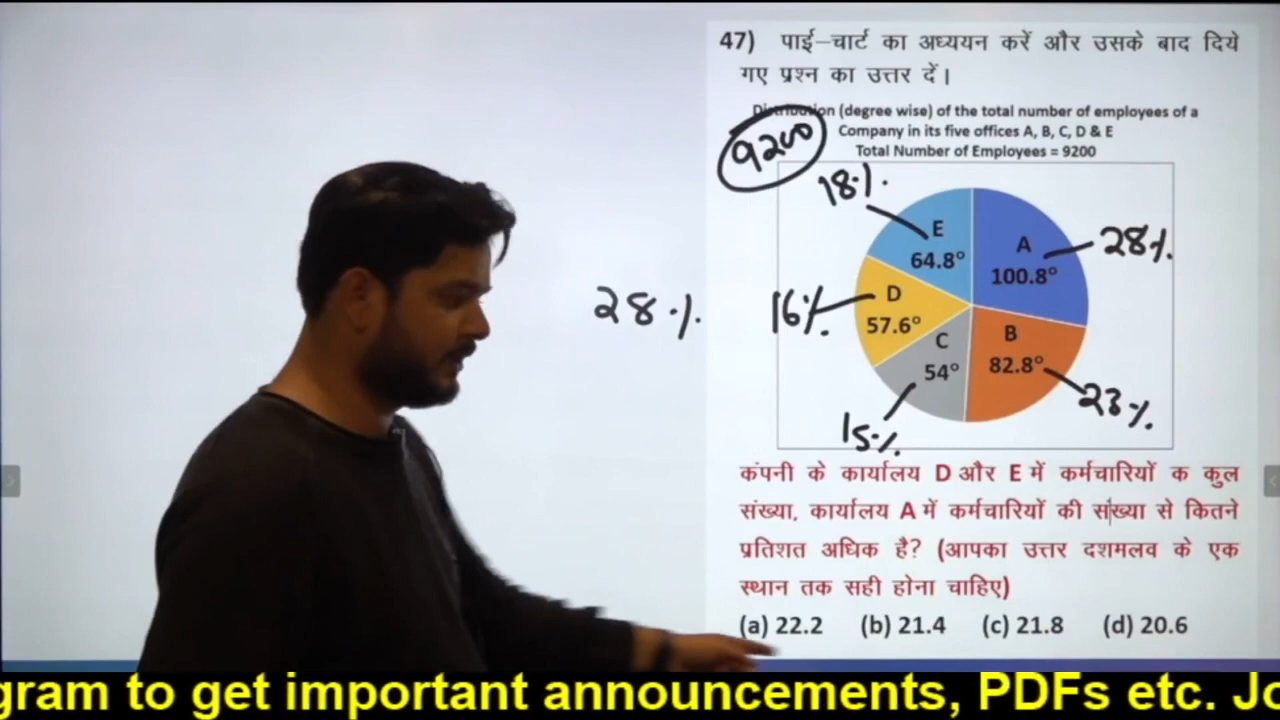 47) पाई–चार्ट का अध्ययन करें और उसके बाद दिये
गए प्रश्न का उत्तर दें।
Distribution (degree wise) of the total number of employees of a
Company in its five offices A, B, C, D & E
Total Number of Employees = 9200
9200
18%.
E
64.8°
A
100.8°
28%.
28%.
16%.
D
57.6°
C
54°
B
82.8°
23%.
15%.
कंपनी के कार्यालय D और E में कर्मचारियों क कुल
संख्या, कार्यालय A में कर्मचारियों की संख्या से कितने
प्रतिशत अधिक है? (आपका उत्तर दशमलव के एक
स्थान तक सही होना चाहिए)
(a) 22.2 (b) 21.4 (c) 21.8 (d) 20.6
gram to get important announcements, PDFs etc. Jo